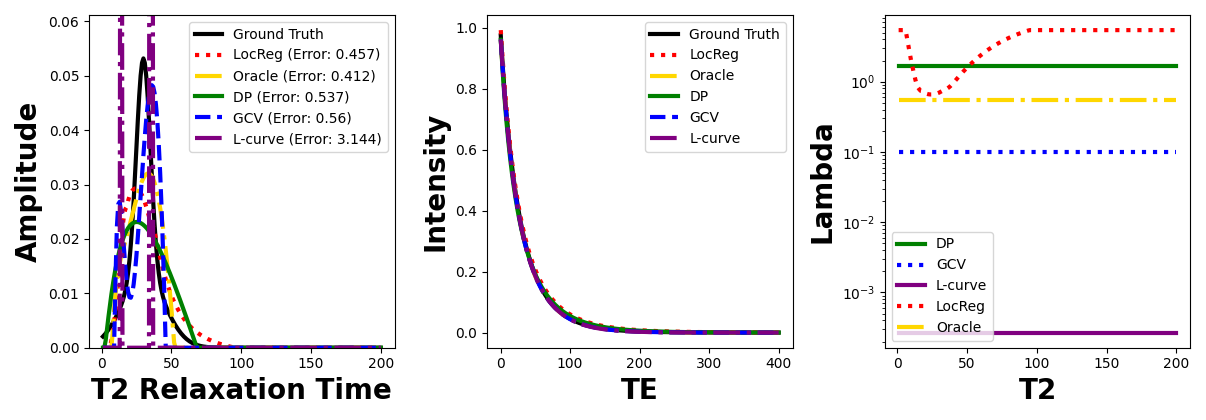 Amplitude
0.06
0.05
0.04
0.03
0.02
0.01
0.00
Ground Truth
LocReg (Error: 0.457)
Oracle (Error: 0.412)
DP (Error: 0.537)
GCV (Error: 0.56)
L-curve (Error: 3.144)
0 50 100 150 200
T2 Relaxation Time
Intensity
1.0
0.8
0.6
0.4
0.2
0.0
Ground Truth
LocReg
Oracle
DP
GCV
L-curve
0 100 200 300 400
TE
Lambda
10⁰
10⁻¹
10⁻²
10⁻³
DP
GCV
L-curve
LocReg
Oracle
0 50 100 150 200
T2